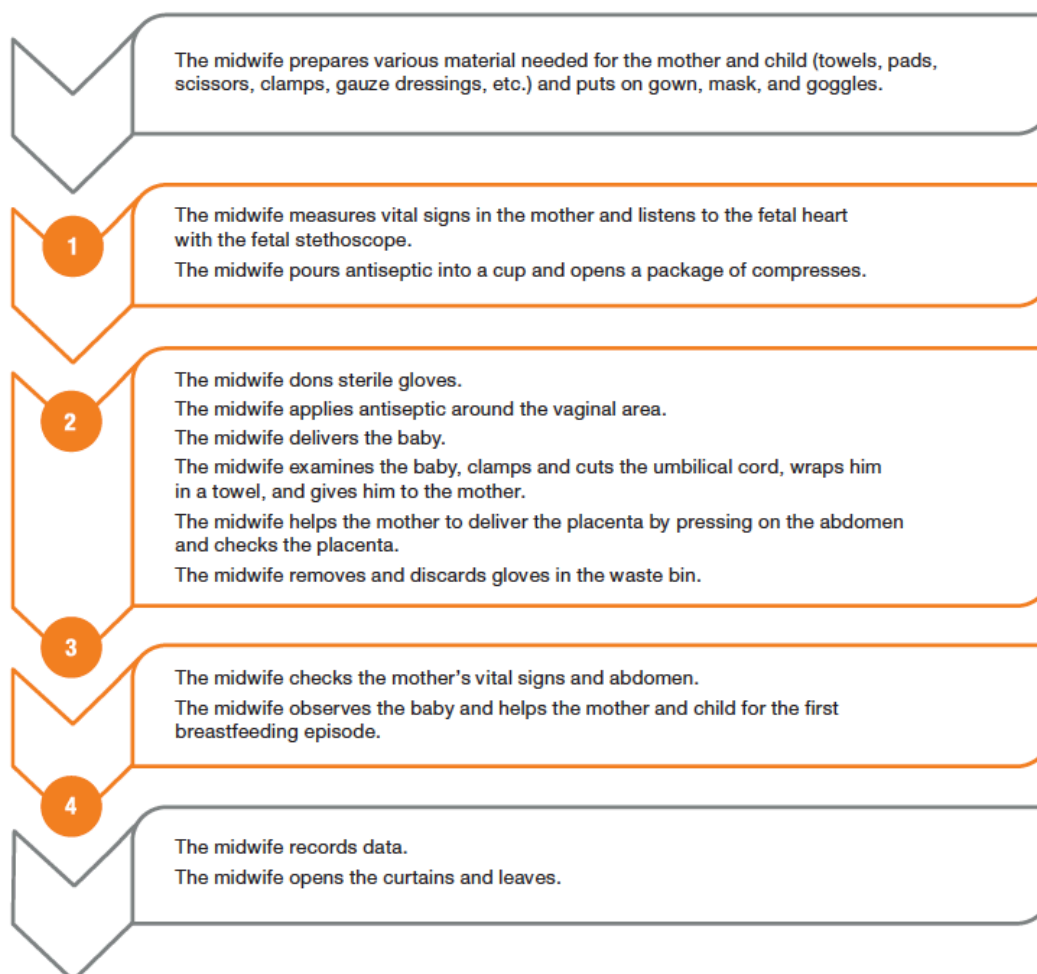 The midwife prepares various material needed for the mother and child (towels, pads,
scissors, clamps, gauze dressings, etc.) and puts on gown, mask, and goggles.
1
The midwife measures vital signs in the mother and listens to the fetal heart
with the fetal stethoscope.
The midwife pours antiseptic into a cup and opens a package of compresses.
2
The midwife dons sterile gloves.
The midwife applies antiseptic around the vaginal area.
The midwife delivers the baby.
The midwife examines the baby, clamps and cuts the umbilical cord, wraps him
in a towel, and gives him to the mother.
The midwife helps the mother to deliver the placenta by pressing on the abdomen
and checks the placenta.
The midwife removes and discards gloves in the waste bin.
3
The midwife checks the mother's vital signs and abdomen.
The midwife observes the baby and helps the mother and child for the first
breastfeeding episode.
4
The midwife records data.
The midwife opens the curtains and leaves.